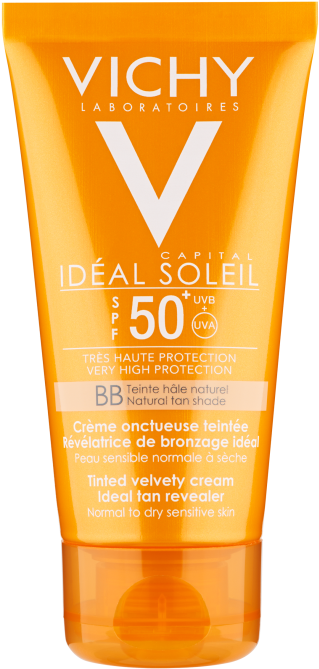 VICHY
LABORATOIRES
V
CAPITAL
IDÉAL SOLEIL
SPF 50+ UVB + UVA
TRÈS HAUTE PROTECTION
VERY HIGH PROTECTION
BB Teinte hâle naturel
Natural tan shade
Crème onctueuse teintée
Révélatrice de bronzage idéal
Peau sensible normale à sèche
Tinted velvety cream
Ideal tan revealer
Normal to dry sensitive skin